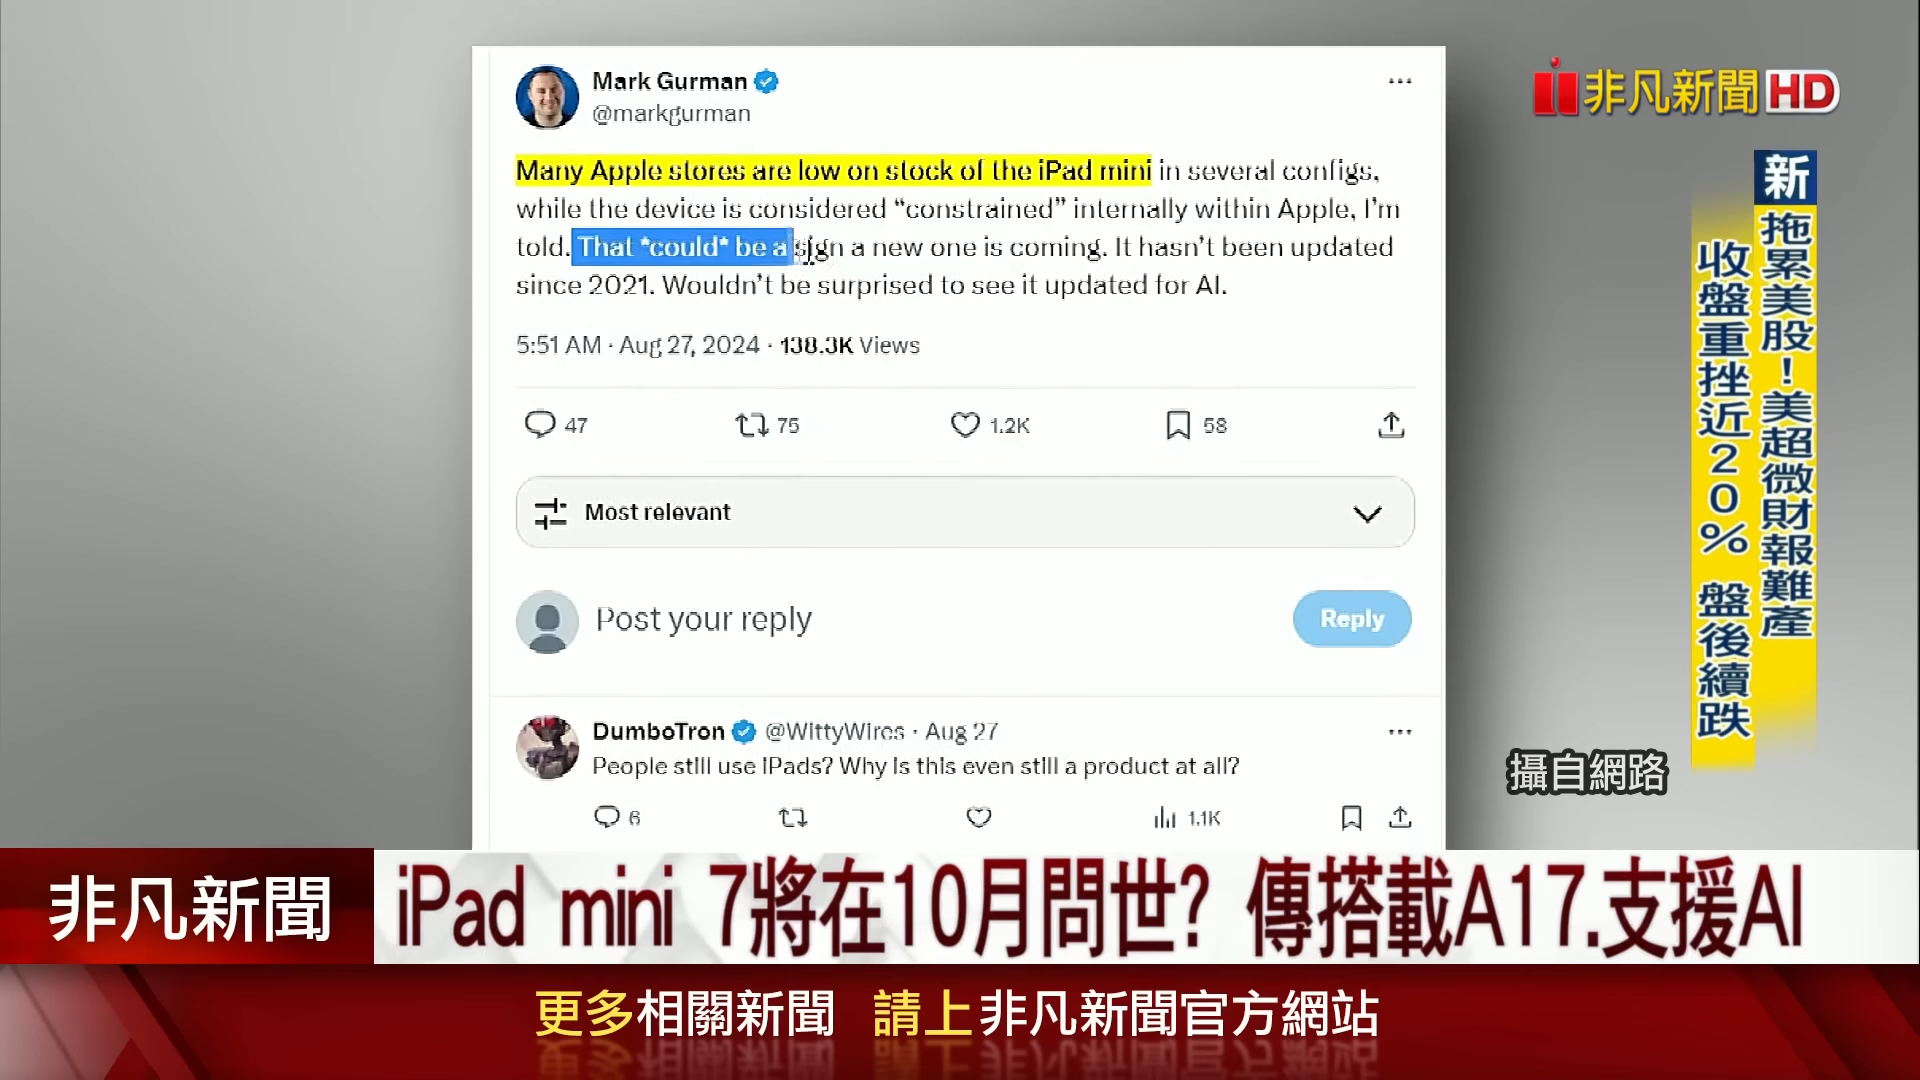 Mark Gurman
@markgurman
Many Apple stores are low on stock of the iPad mini in several configs,
while the device is considered “constrained” internally within Apple, I’m
told. That *could* be a sign a new one is coming. It hasn’t been updated
since 2021. Wouldn’t be surprised to see it updated for AI.
5:51 AM · Aug 27, 2024 · 138.3K Views
47 75 1.2K 58
Most relevant
Post your reply Reply
DumboTron @WittyWires · Aug 27
People still use iPads? Why is this even still a product at all?
6 1.1K
非凡新聞HD
新 拖累美股！美超微財報難產
收盤重挫近20% 盤後續跌
攝自網路
非凡新聞
iPad mini 7將在10月問世? 傳搭載A17.支援AI
更多相關新聞 請上非凡新聞官方網站